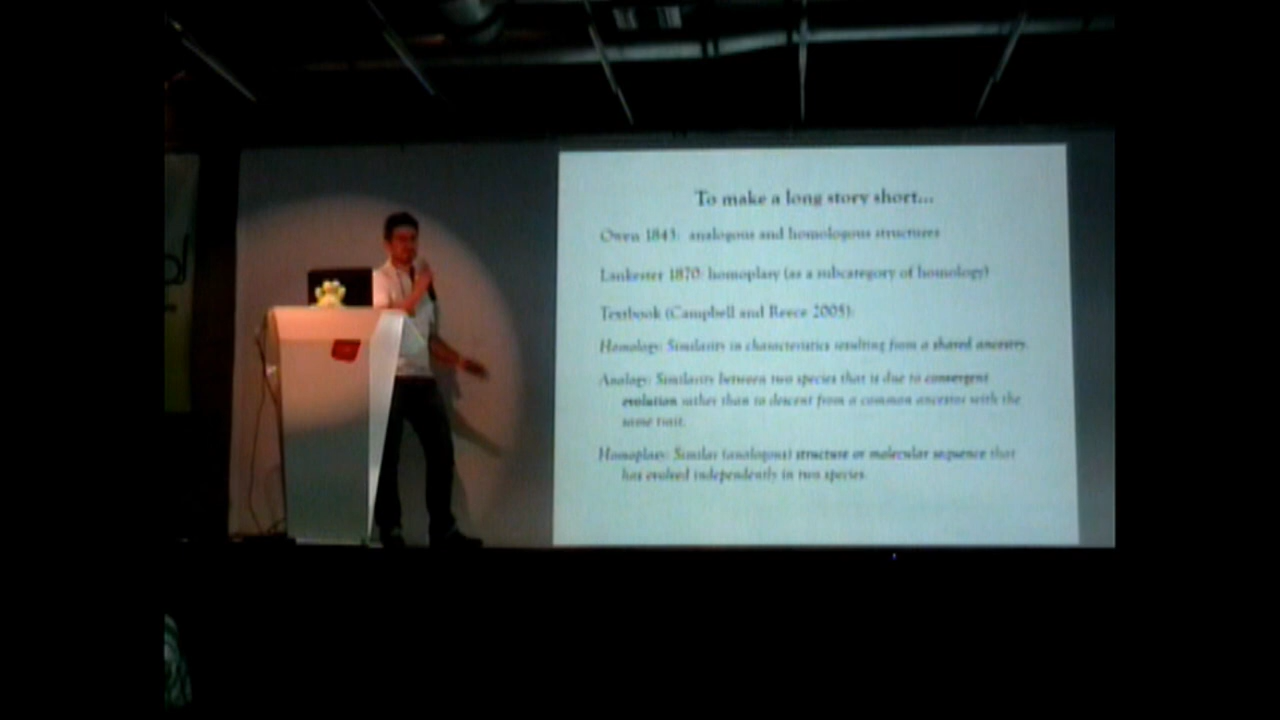 To make a long story short...
Owen 1843: analogous and homologous structures
Lankester 1870: homoplasy (as a subcategory of homology)
Textbook (Campbell and Reece 2005):
Homology: Similarity in characteristics resulting from a shared ancestry.
Analogy: Similarity between two species that is due to convergent
evolution rather than to descent from a common ancestor with the
same trait.
Homoplasy: Similar (analogous) structure or molecular sequence that
has evolved independently in two species.